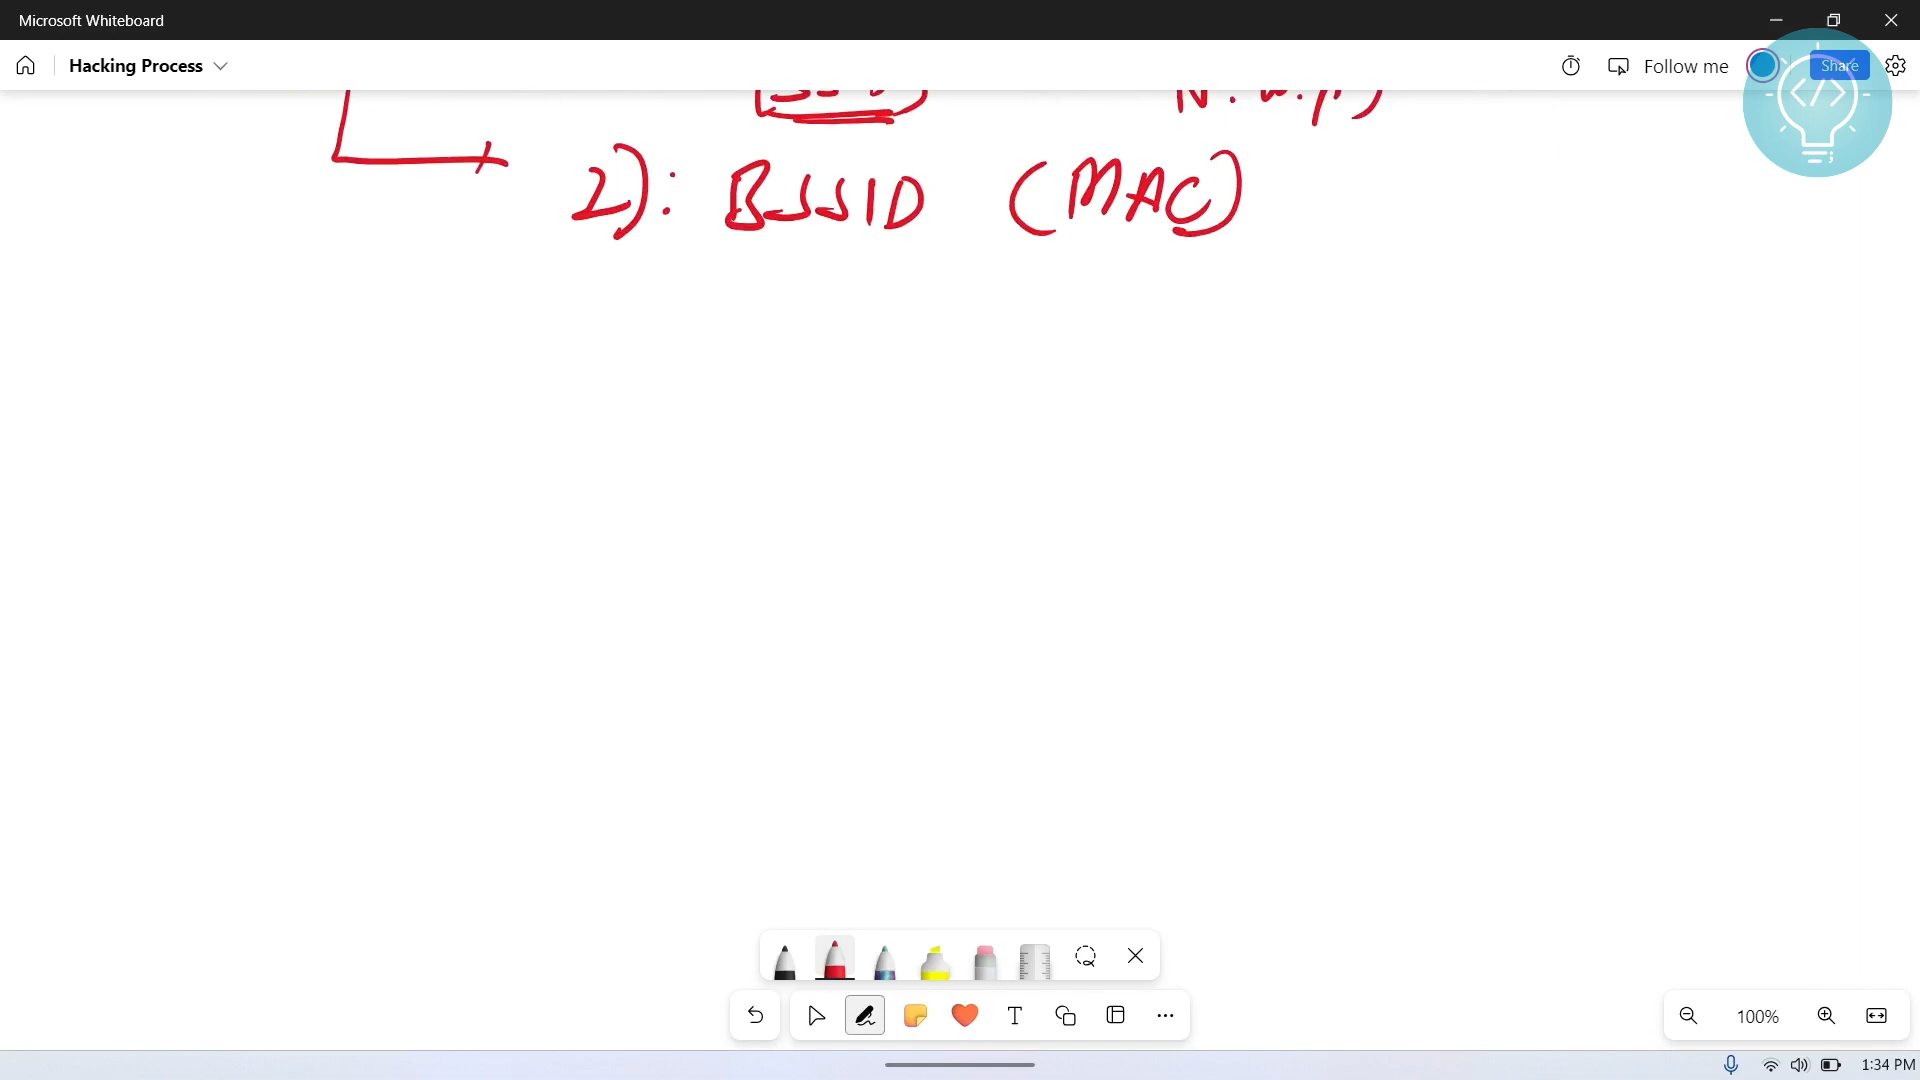 Microsoft Whiteboard
Hacking Process
Follow me
Share
2): BSSID (MAC)
T
100%
1:34 PM